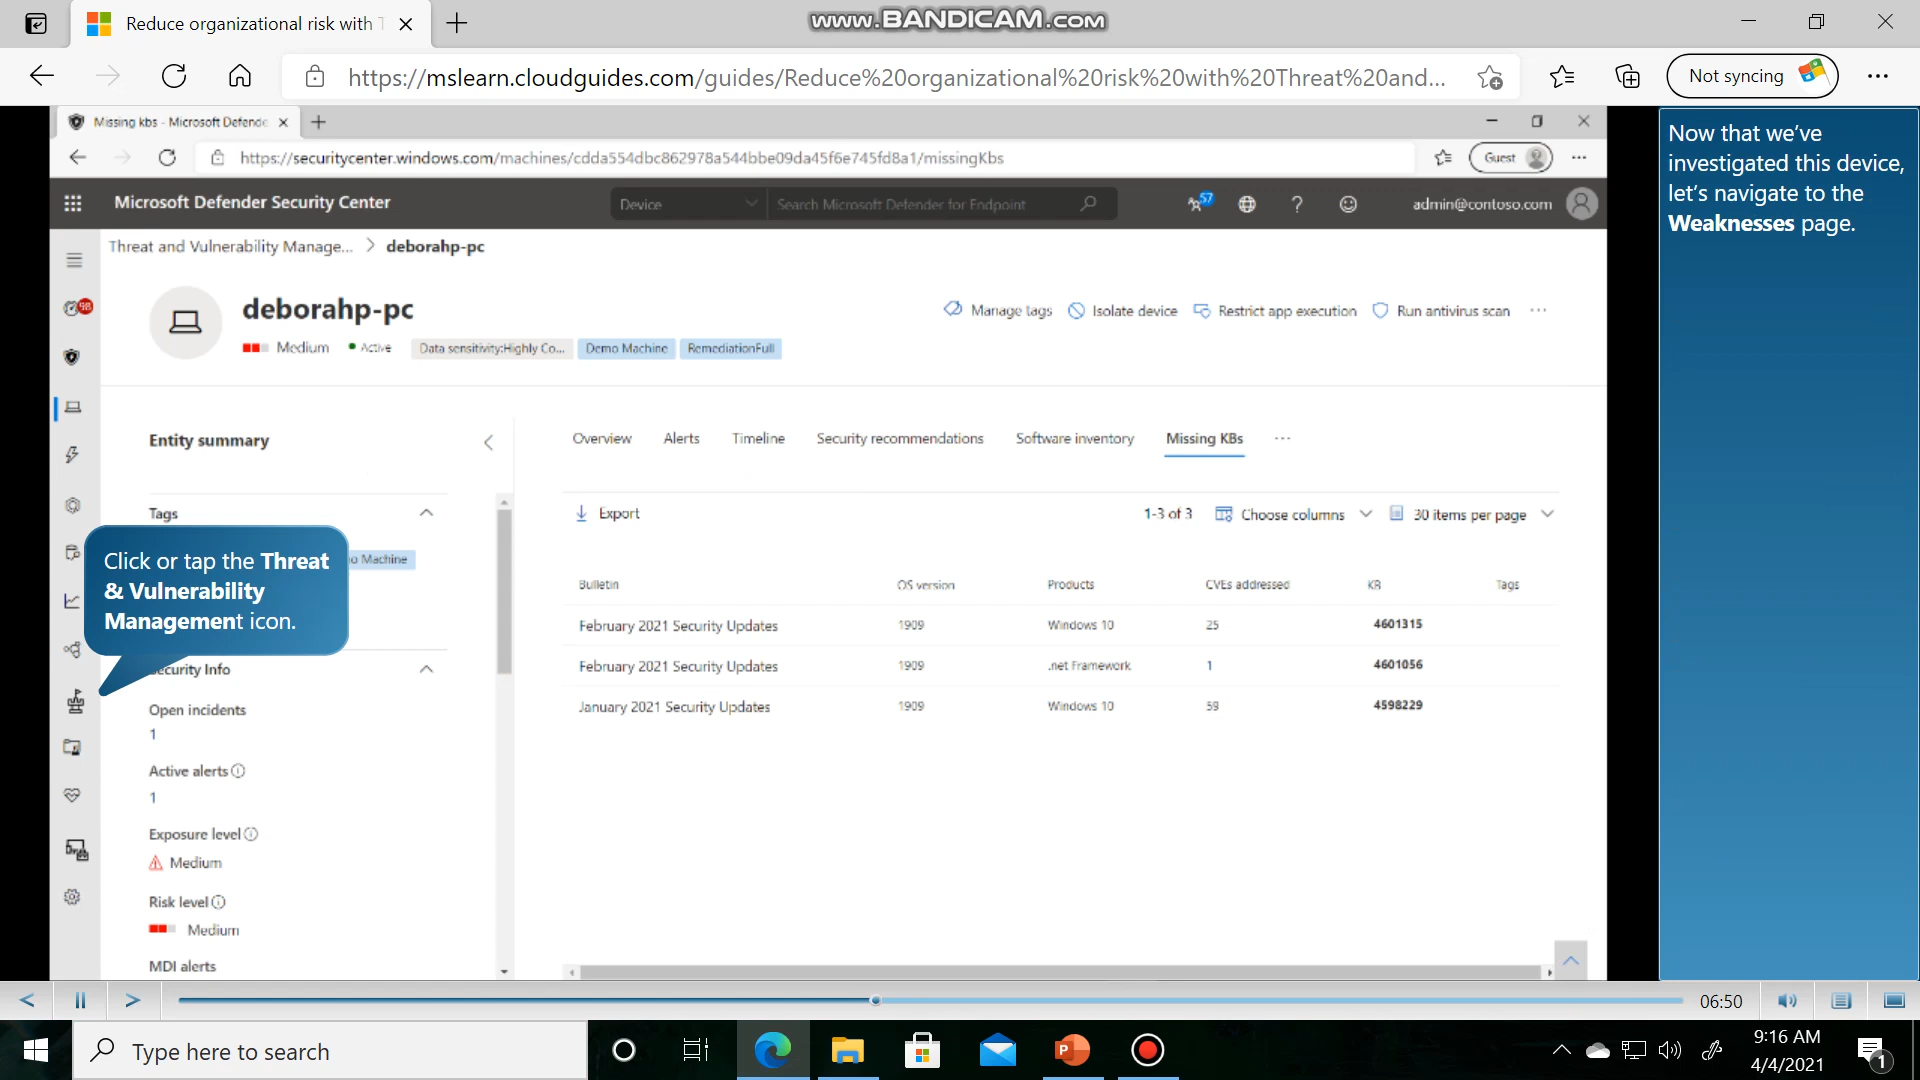 Reduce organizational risk with T
www.BANDICAM.com
https://mslearn.cloudguides.com/guides/Reduce%20organizational%20risk%20with%20Threat%20and...
Not syncing
Missing kbs - Microsoft Defende
https://securitycenter.windows.com/machines/cdda554dbc862978a544bbe09da45f6e745fd8a1/missingKbs
Guest
Microsoft Defender Security Center
Device
Search Microsoft Defender for Endpoint
57
admin@contoso.com
Threat and Vulnerability Manage... > deborahp-pc
deborahp-pc
Manage tags
Isolate device
Restrict app execution
Run antivirus scan
Medium
Active
Data sensitivity:Highly Co...
Demo Machine
RemediationFull
Entity summary
Overview
Alerts
Timeline
Security recommendations
Software inventory
Missing KBs
Tags
o Machine
Click or tap the Threat
& Vulnerability
Management icon.
Security Info
Open incidents
1
Active alerts
1
Exposure level
Medium
Risk level
Medium
MDI alerts
Export
1-3 of 3
Choose columns
30 items per page
Bulletin OS version Products CVEs addressed KB Tags
February 2021 Security Updates 1909 Windows 10 25 4601315
February 2021 Security Updates 1909 .net Framework 1 4601056
January 2021 Security Updates 1909 Windows 10 59 4598229
Now that we've
investigated this device,
let's navigate to the
Weaknesses page.
06:50
Type here to search
9:16 AM
4/4/2021
1